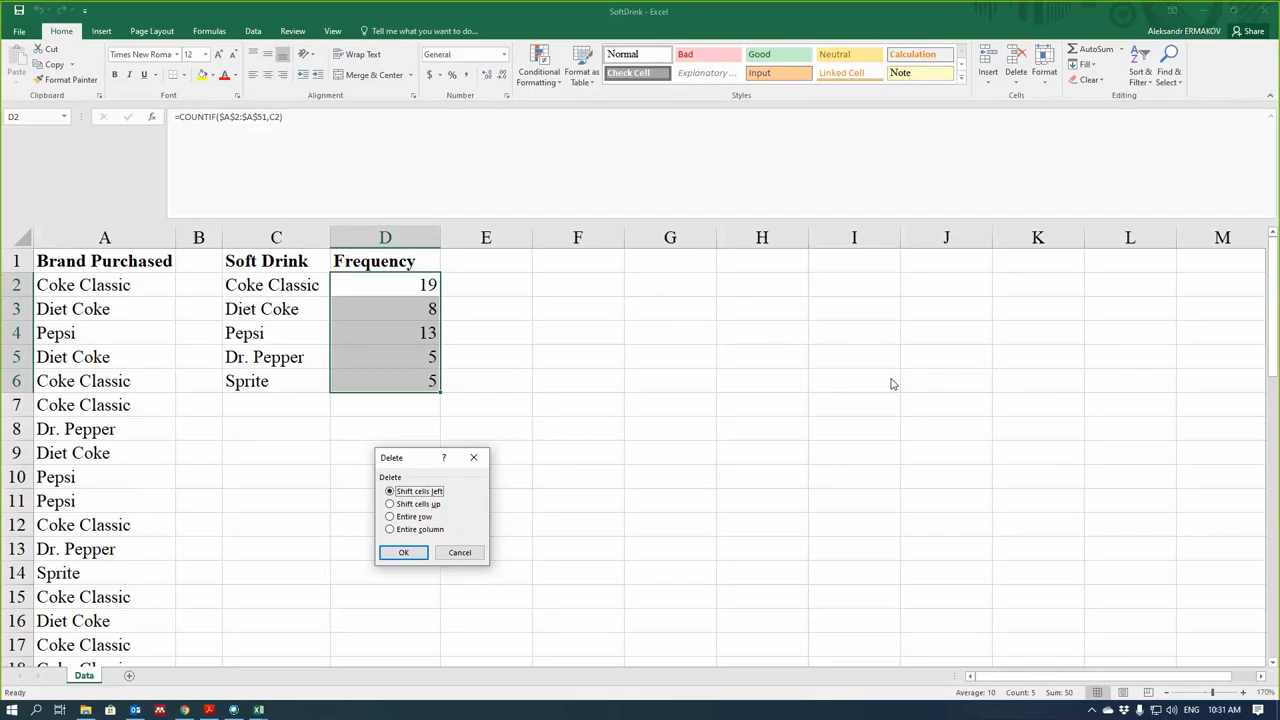 SoftDrink - Excel
File Home Insert Page Layout Formulas Data Review View Tell me what you want to do... Aleksandr ERMAKOV Share
Paste Cut Copy Format Painter Clipboard
Times New Roma 12 B I U Font
Wrap Text Merge & Center Alignment
General $ % , Number
Conditional Formatting Format as Table
Normal Bad Good Neutral Calculation
Check Cell Explanatory ... Input Linked Cell Note
Styles
Insert Delete Format Cells
AutoSum Fill Clear Sort & Filter Find & Select Editing
D2 fx =COUNTIF($A$2:$A$51,C2)
A B C D E F G H I J K L M
1 Brand Purchased Soft Drink Frequency
2 Coke Classic Coke Classic 19
3 Diet Coke Diet Coke 8
4 Pepsi Pepsi 13
5 Diet Coke Dr. Pepper 5
6 Coke Classic Sprite 5
7 Coke Classic
8 Dr. Pepper
9 Diet Coke
10 Pepsi
11 Pepsi
12 Coke Classic
13 Dr. Pepper
14 Sprite
15 Coke Classic
16 Diet Coke
17 Coke Classic
Delete ?
Delete
Shift cells left
Shift cells up
Entire row
Entire column
OK Cancel
Data
Ready Average: 10 Count: 5 Sum: 50 170%
ENG 10:31 AM